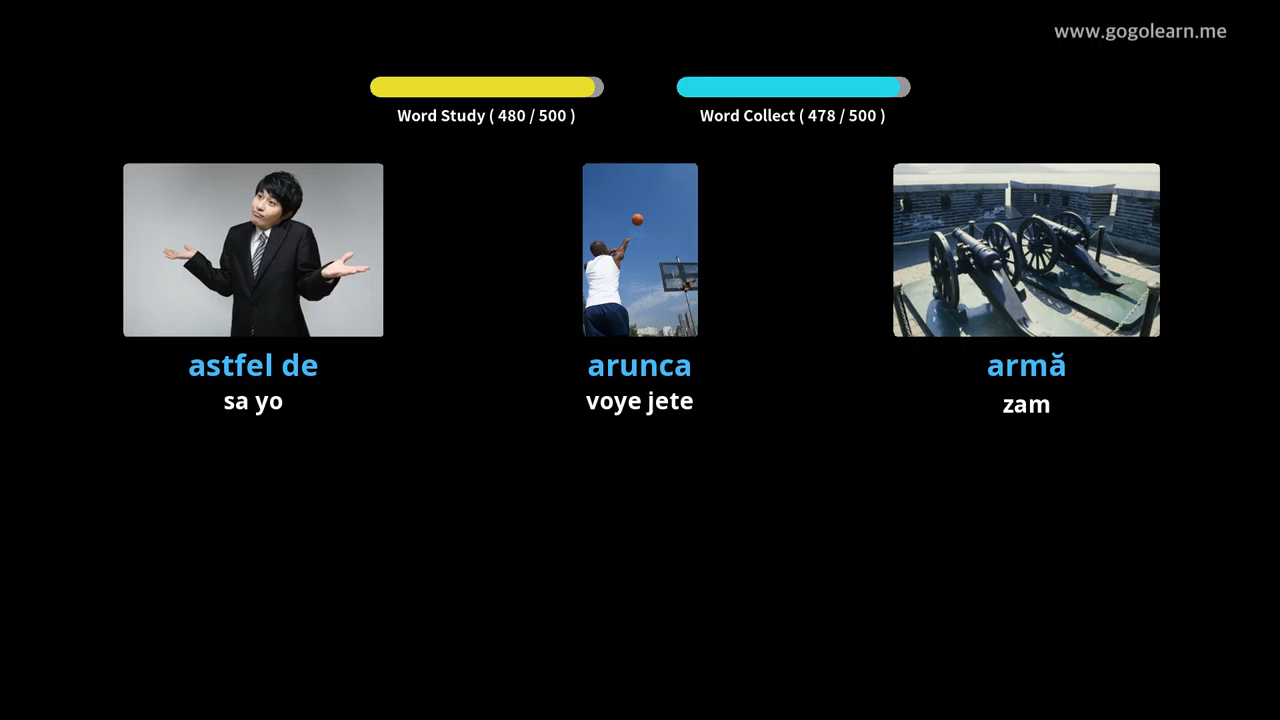 www.gogolearn.me
Word Study ( 480 / 500 )
Word Collect ( 478 / 500 )
astfel de
sa yo
arunca
voye jete
armă
zam